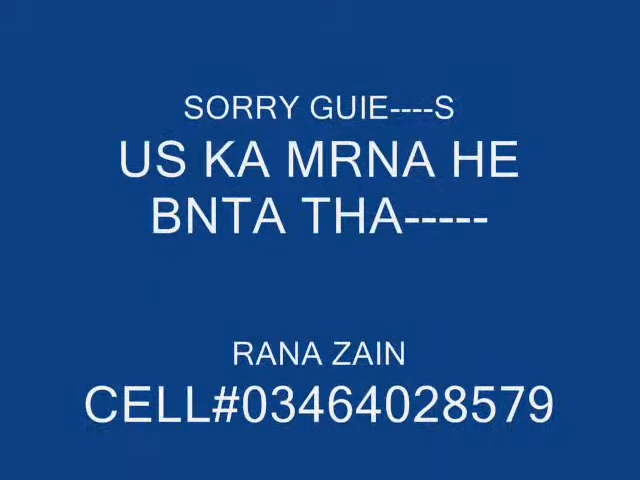 SORRY GUIE----S
US KA MRNA HE
BNTA THA-----
RANA ZAIN
CELL#03464028579